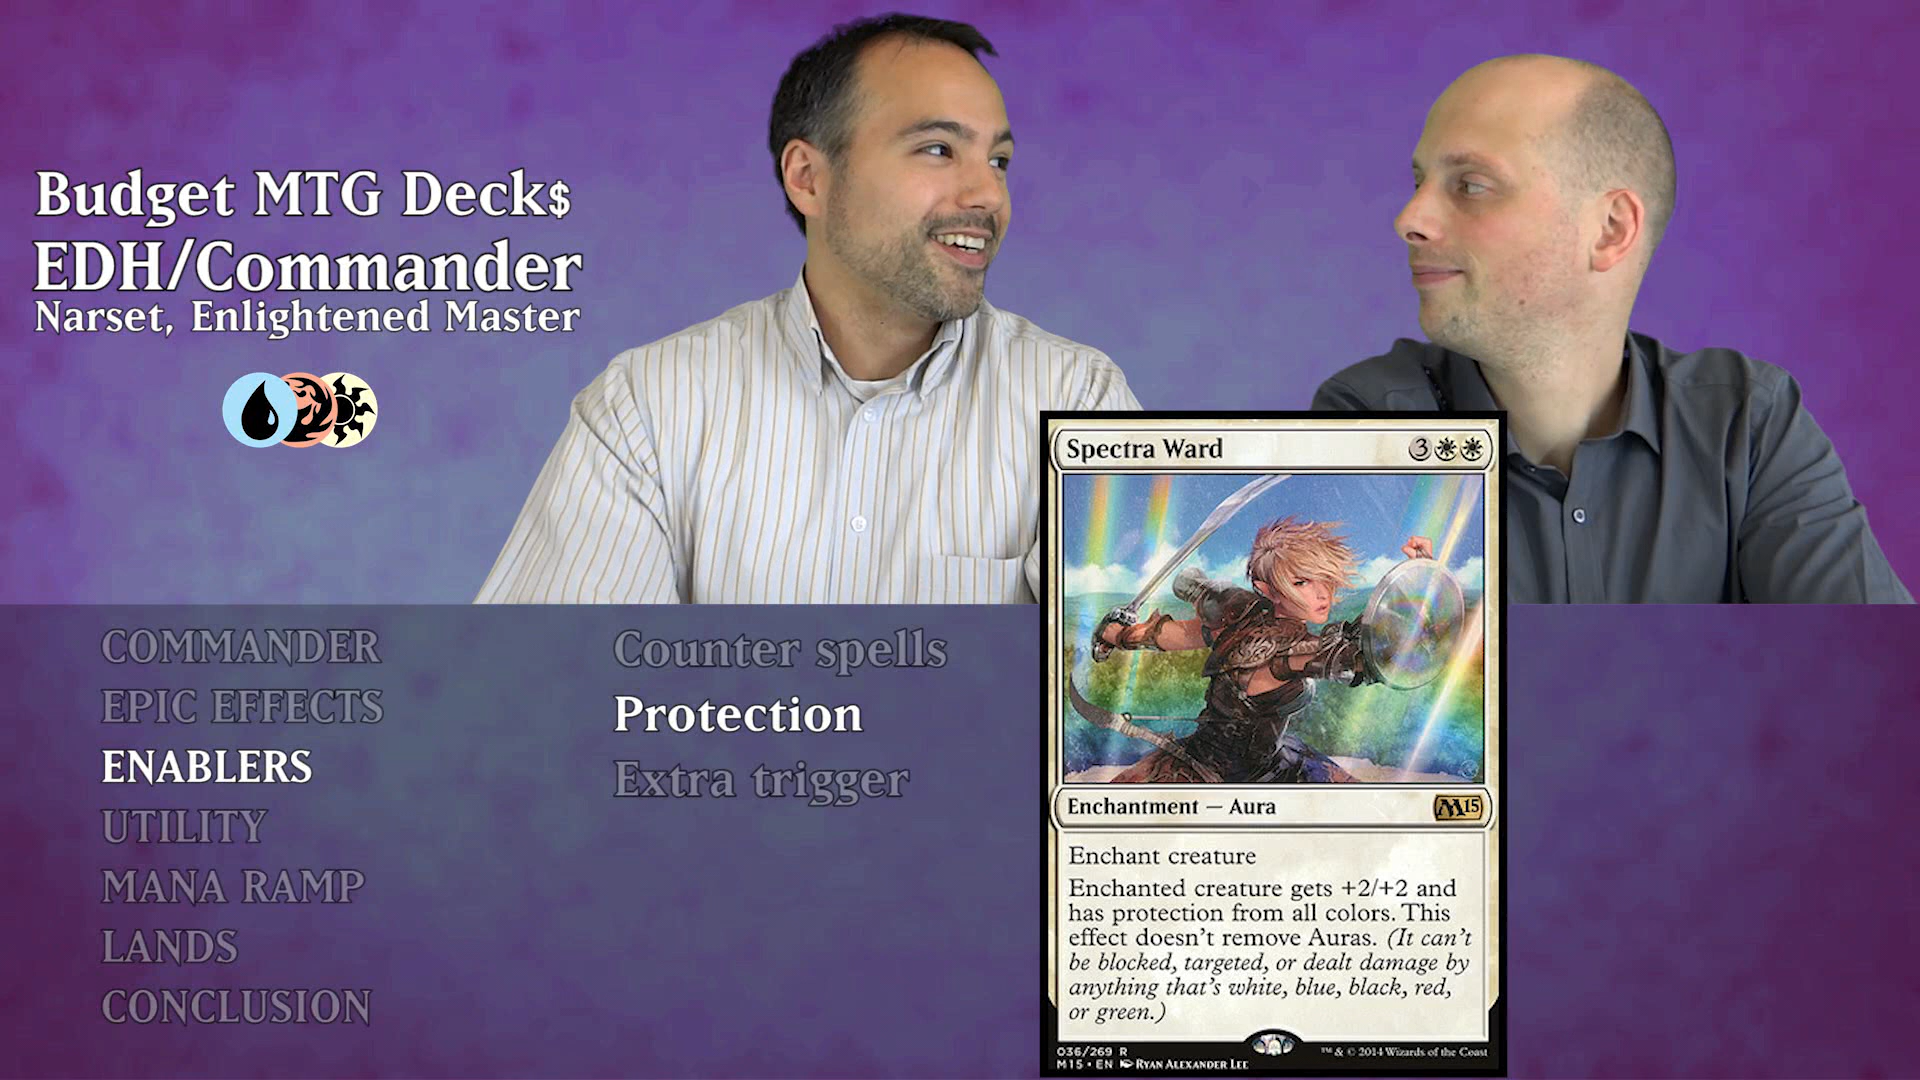 Budget MTG Deck$
EDH/Commander
Narset, Enlightened Master
COMMANDER
EPIC EFFECTS
ENABLERS
UTILITY
MANA RAMP
LANDS
CONCLUSION
Counter spells
Protection
Extra trigger
Spectra Ward 3
Enchantment — Aura M15
Enchant creature
Enchanted creature gets +2/+2 and
has protection from all colors. This
effect doesn't remove Auras. (It can't
be blocked, targeted, or dealt damage by
anything that's white, blue, black, red,
or green.)
036/269 R
M15 • EN Ryan Alexander Lee
™ & © 2014 Wizards of the Coast